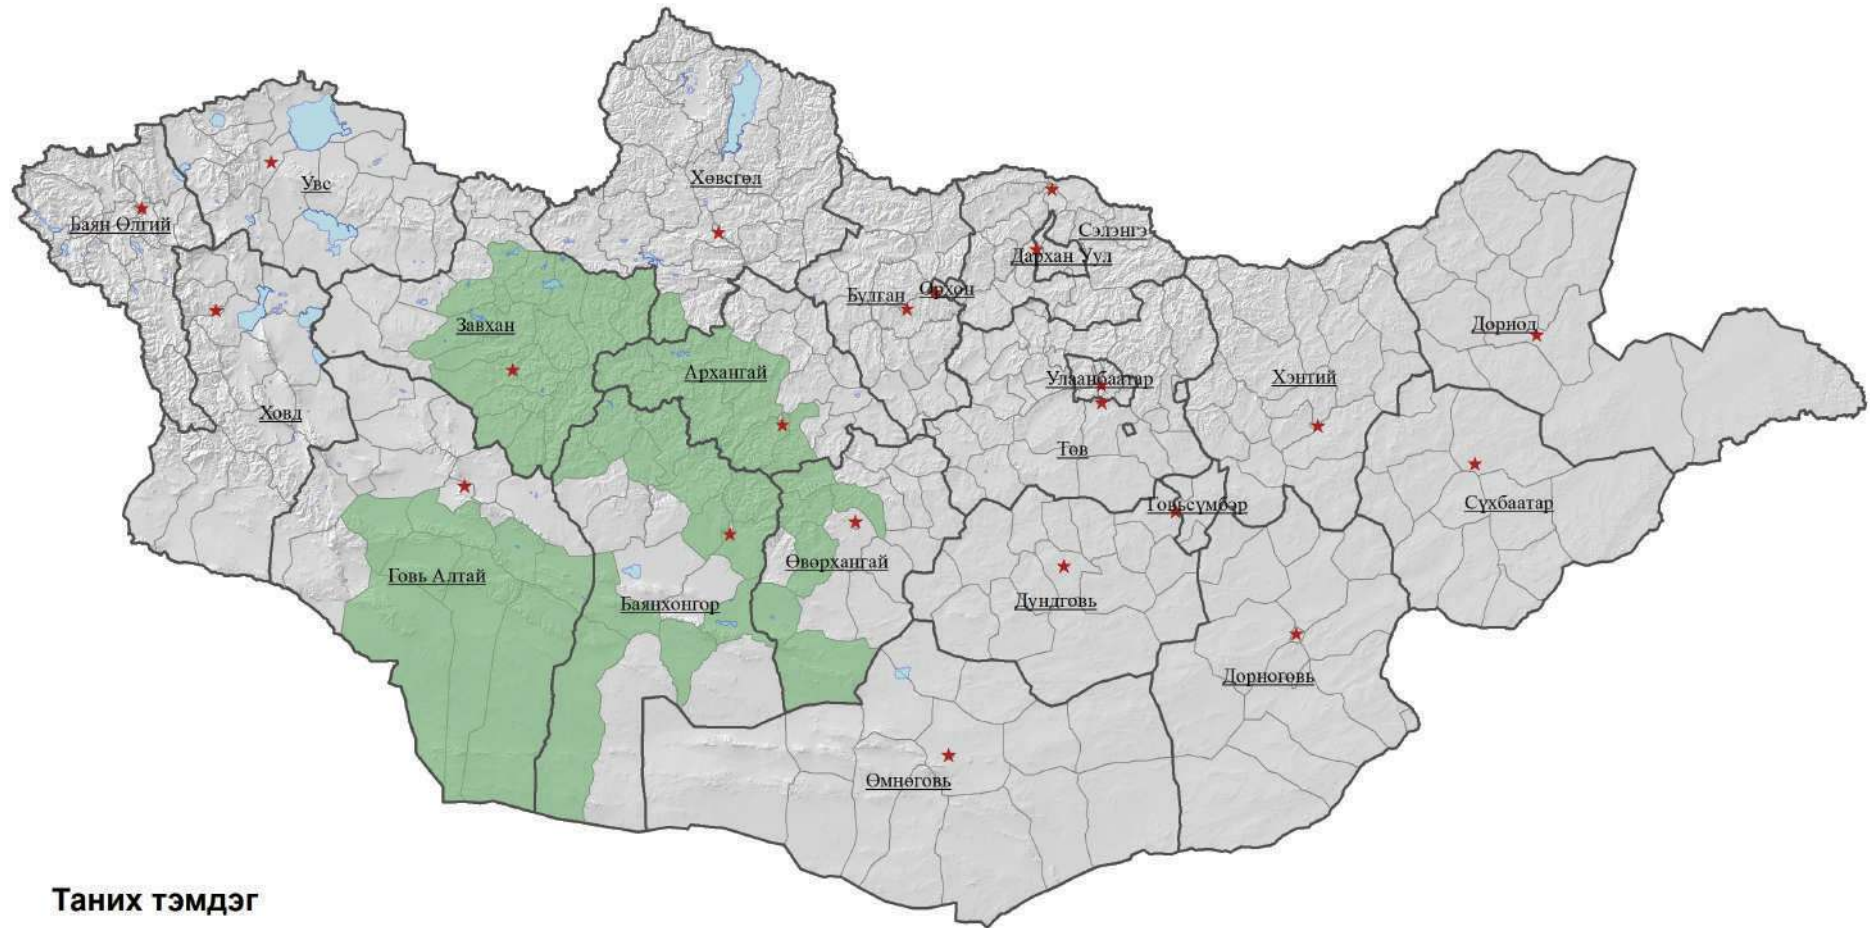 Увс
Хөвсгөл
Баян Өлгий
Сэлэнгэ
Дархан Уул
Орхон
Булган
Завхан
Дорнод
Архангай
Улаанбаатар
Хэнтий
Ховд
Төв
Говьсүмбэр
Сүхбаатар
Өвөрхангай
Говь Алтай
Баянхонгор
Дундговь
Дорноговь
Өмнөговь
Таних тэмдэг